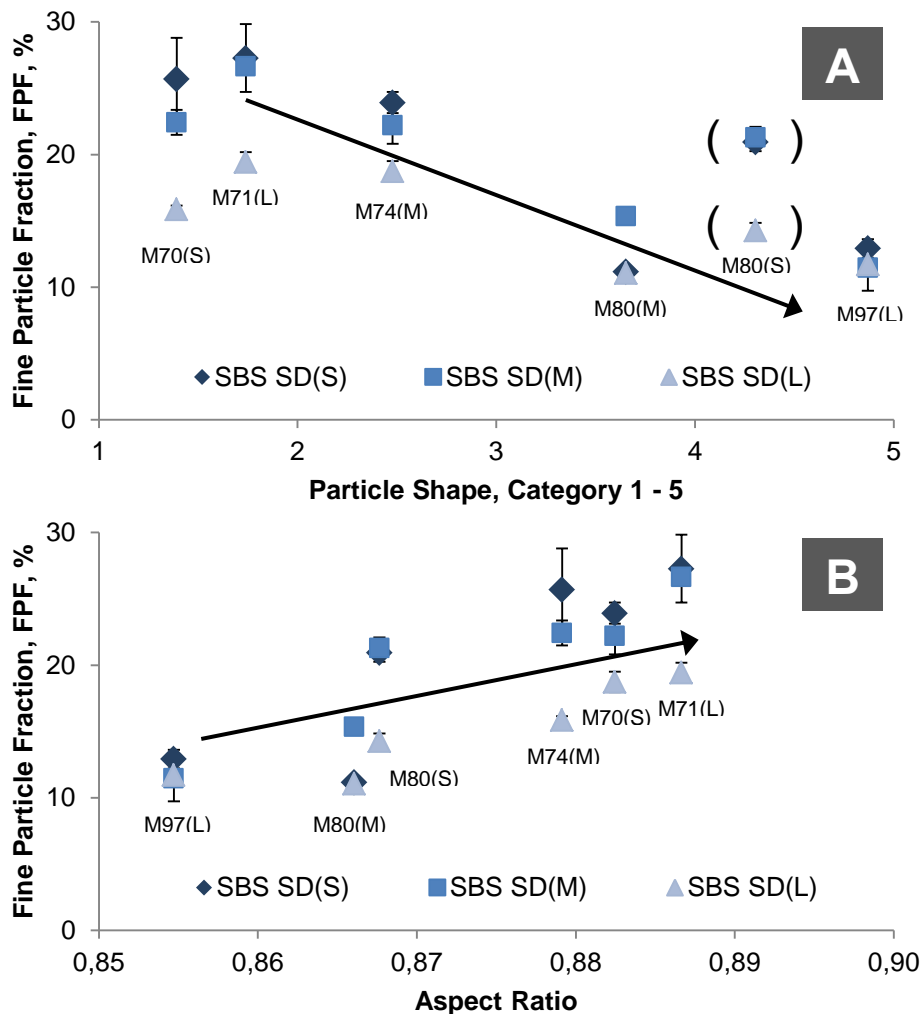 30
20
10
0
Fine Particle Fraction, FPF, %
A
( )
( )
M70(S)
M71(L)
M74(M)
M80(M)
M80(S)
M97(L)
SBS SD(S) SBS SD(M) SBS SD(L)
1 2 3 4 5
Particle Shape, Category 1 - 5
30
20
10
0
Fine Particle Fraction, FPF, %
B
M97(L)
M80(M)
M80(S)
M74(M)
M70(S)
M71(L)
SBS SD(S) SBS SD(M) SBS SD(L)
0,85 0,86 0,87 0,88 0,89 0,90
Aspect Ratio